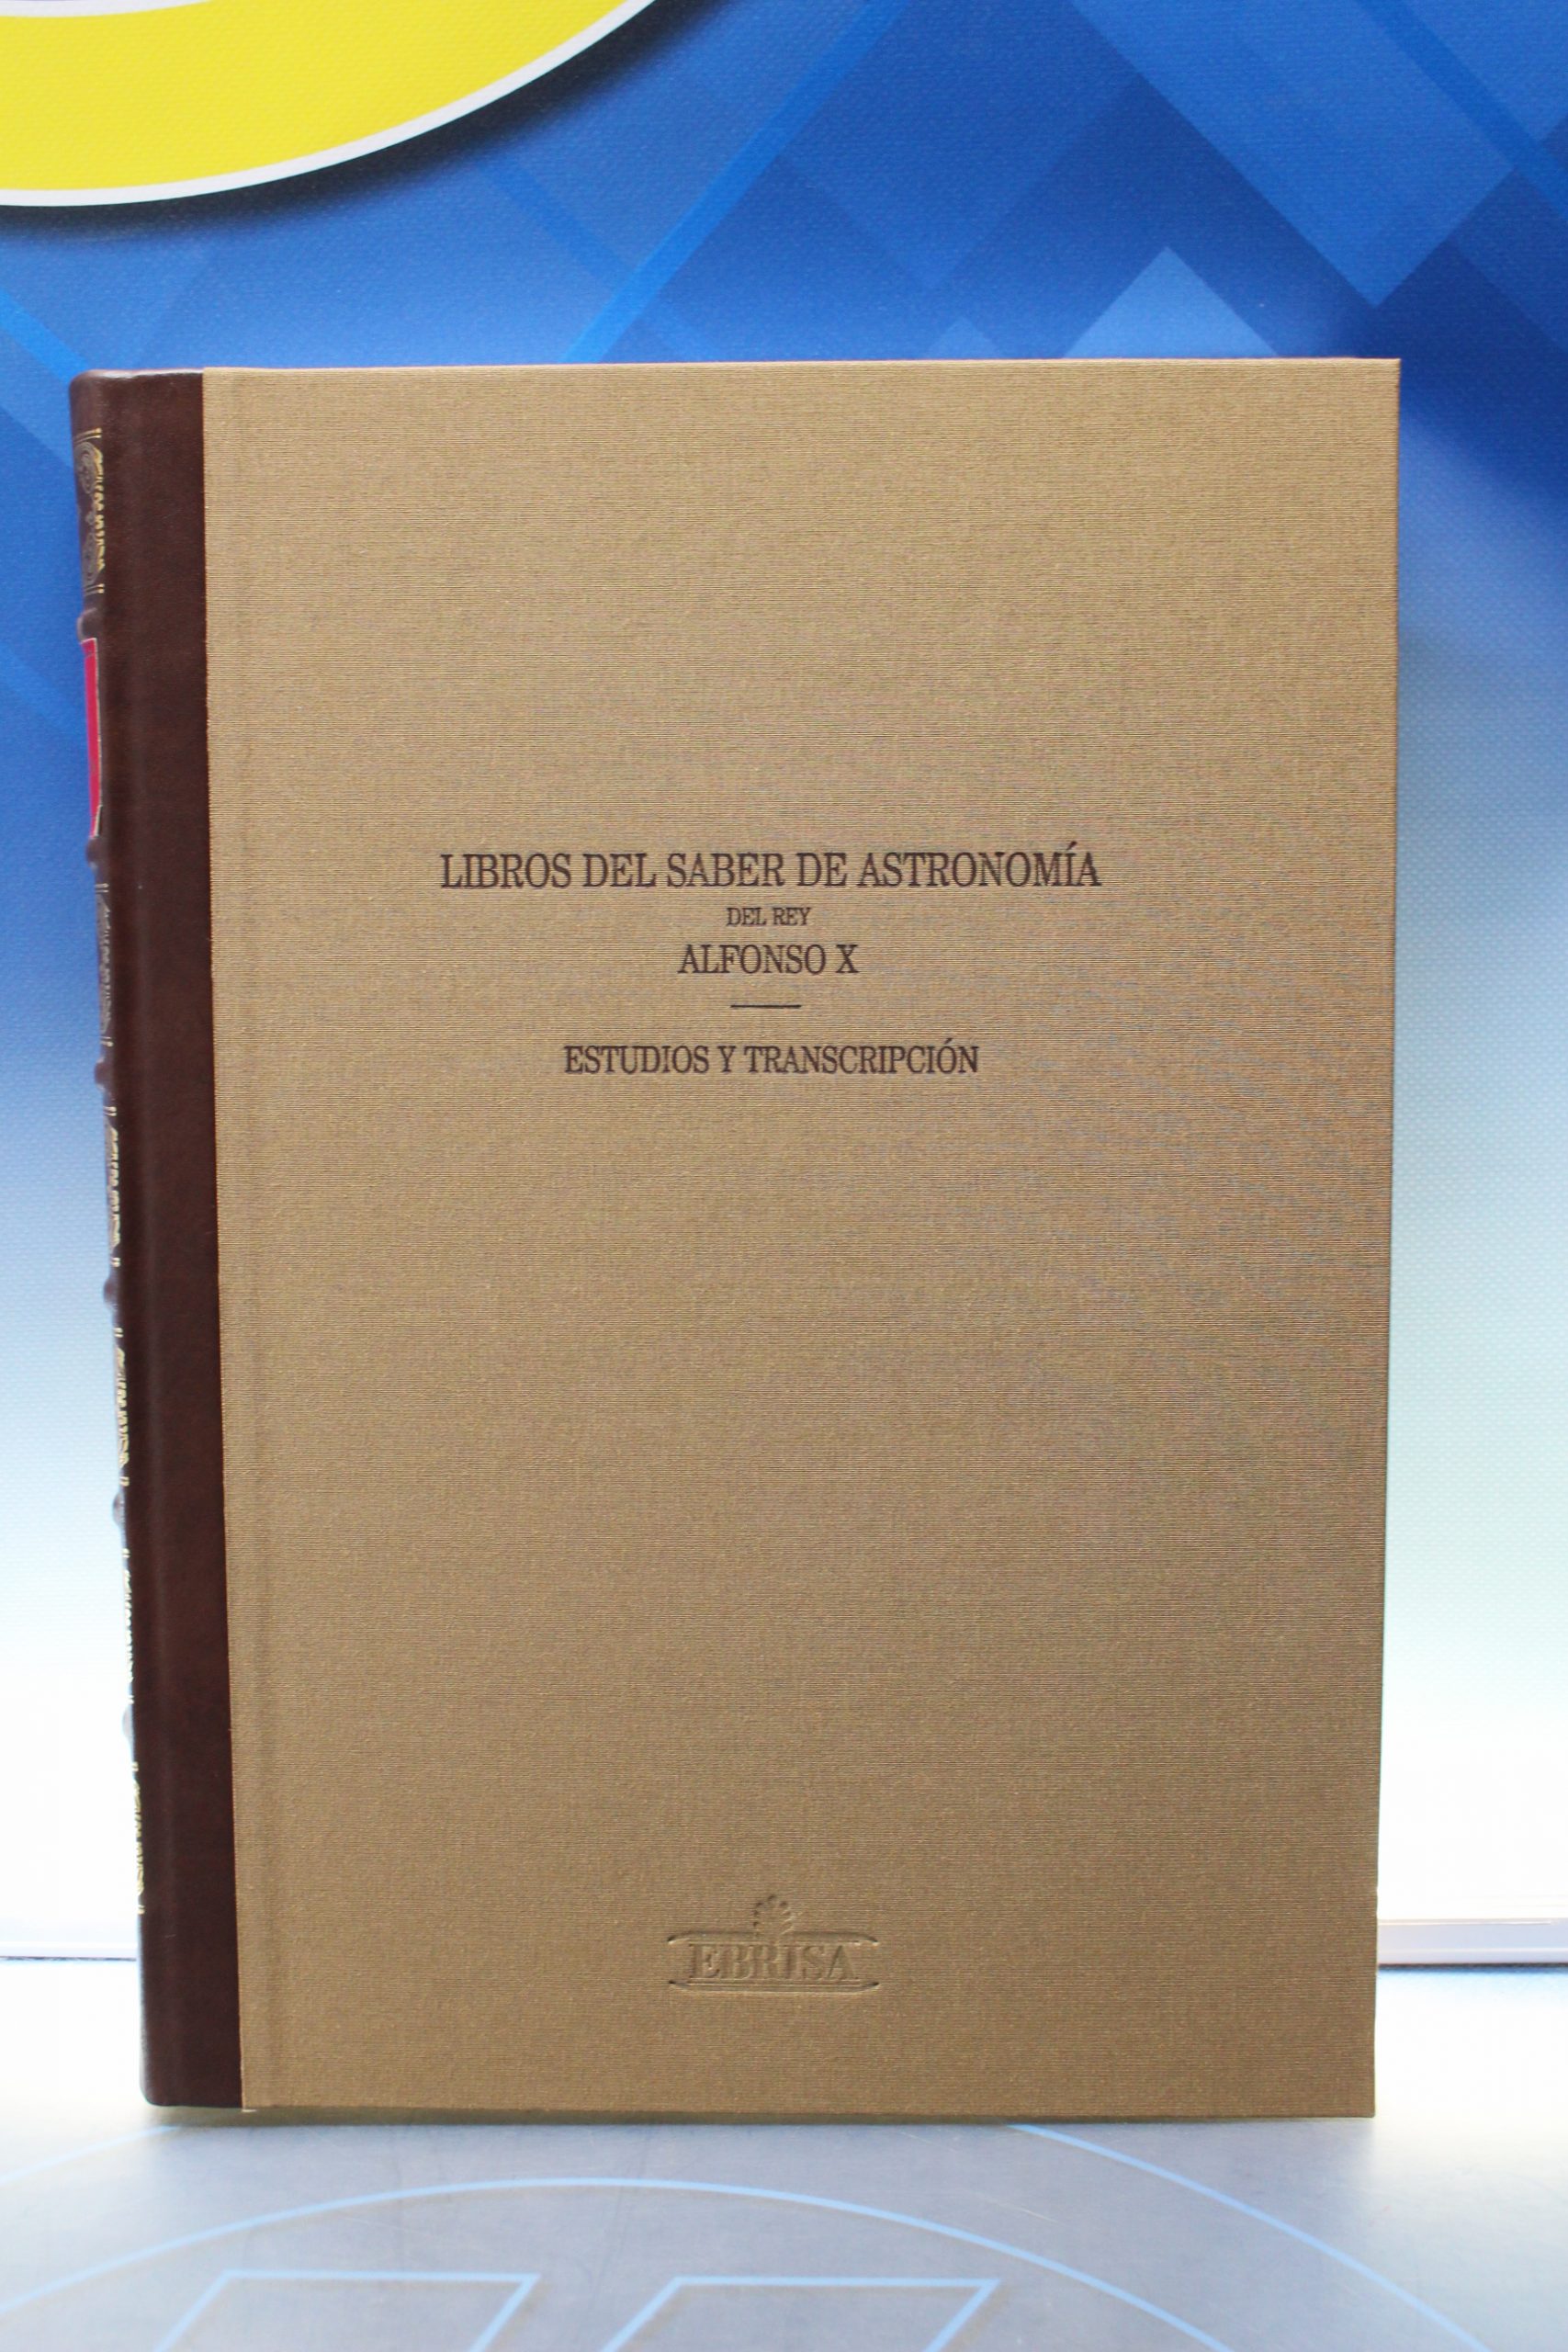 LIBROS DEL SABER DE ASTRONOMÍA
DEL REY
ALFONSO X
ESTUDIOS Y TRANSCRIPCIÓN
EBRISA